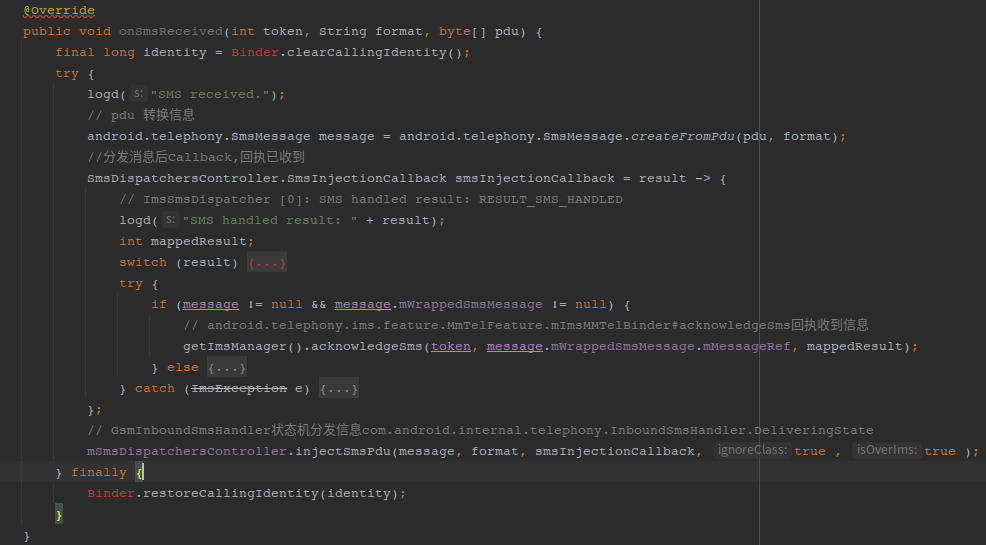 @Override
public void onSmsReceived(int token, String format, byte[] pdu) {
final long identity = Binder.clearCallingIdentity();
try {
logd( s: "SMS received.");
// pdu 转换信息
android.telephony.SmsMessage message = android.telephony.SmsMessage.createFromPdu(pdu, format);
//分发消息后Callback,回执已收到
SmsDispatchersController.SmsInjectionCallback smsInjectionCallback = result -> {
// ImsSmsDispatcher [0]: SMS handled result: RESULT_SMS_HANDLED
logd( s: "SMS handled result: " + result);
int mappedResult;
switch (result) {...}
try {
if (message != null && message.mWrappedSmsMessage != null) {
// android.telephony.ims.feature.MmTelFeature.mImsMMTelBinder#acknowledgeSms回执收到信息
getImsManager().acknowledgeSms(token, message.mWrappedSmsMessage.mMessageRef, mappedResult);
} else {...}
} catch (ImsException e) {...}
};
// GsmInboundSmsHandler状态机分发信息com.android.internal.telephony.InboundSmsHandler.DeliveringState
mSmsDispatchersController.injectSmsPdu(message, format, smsInjectionCallback, ignoreClass: true , isOverIms: true );
} finally {
Binder.restoreCallingIdentity(identity);
}
}